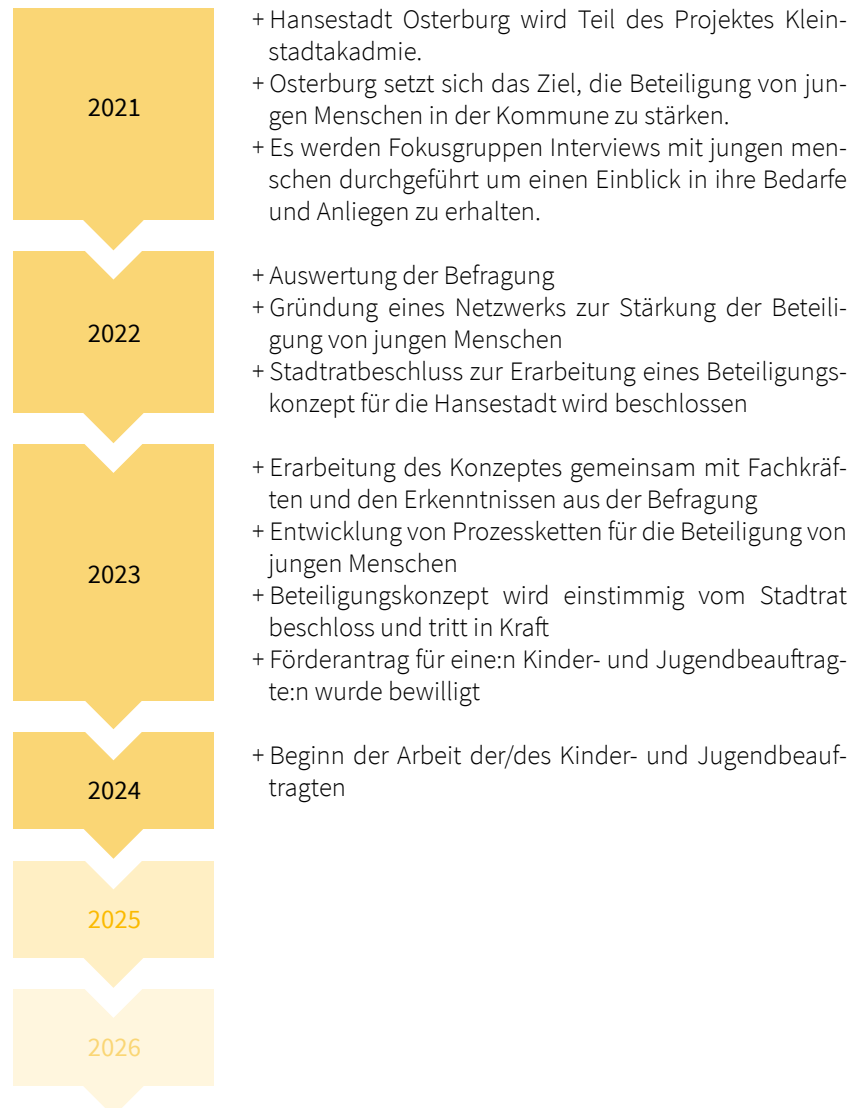 2021
+ Hansestadt Osterburg wird Teil des Projektes Klein-
stadtakadmie.
+ Osterburg setzt sich das Ziel, die Beteiligung von jun-
gen Menschen in der Kommune zu stärken.
+ Es werden Fokusgruppen Interviews mit jungen men-
schen durchgeführt um einen Einblick in ihre Bedarfe
und Anliegen zu erhalten.
2022
+ Auswertung der Befragung
+ Gründung eines Netzwerks zur Stärkung der Beteili-
gung von jungen Menschen
+ Stadtratbeschluss zur Erarbeitung eines Beteiligungs-
konzept für die Hansestadt wird beschlossen
2023
+ Erarbeitung des Konzeptes gemeinsam mit Fachkräf-
ten und den Erkenntnissen aus der Befragung
+ Entwicklung von Prozessketten für die Beteiligung von
jungen Menschen
+ Beteiligungskonzept wird einstimmig vom Stadtrat
beschloss und tritt in Kraft
+ Förderantrag für eine:n Kinder- und Jugendbeauftrag-
te:n wurde bewilligt
2024
+ Beginn der Arbeit der/des Kinder- und Jugendbeauf-
tragten
2025
2026